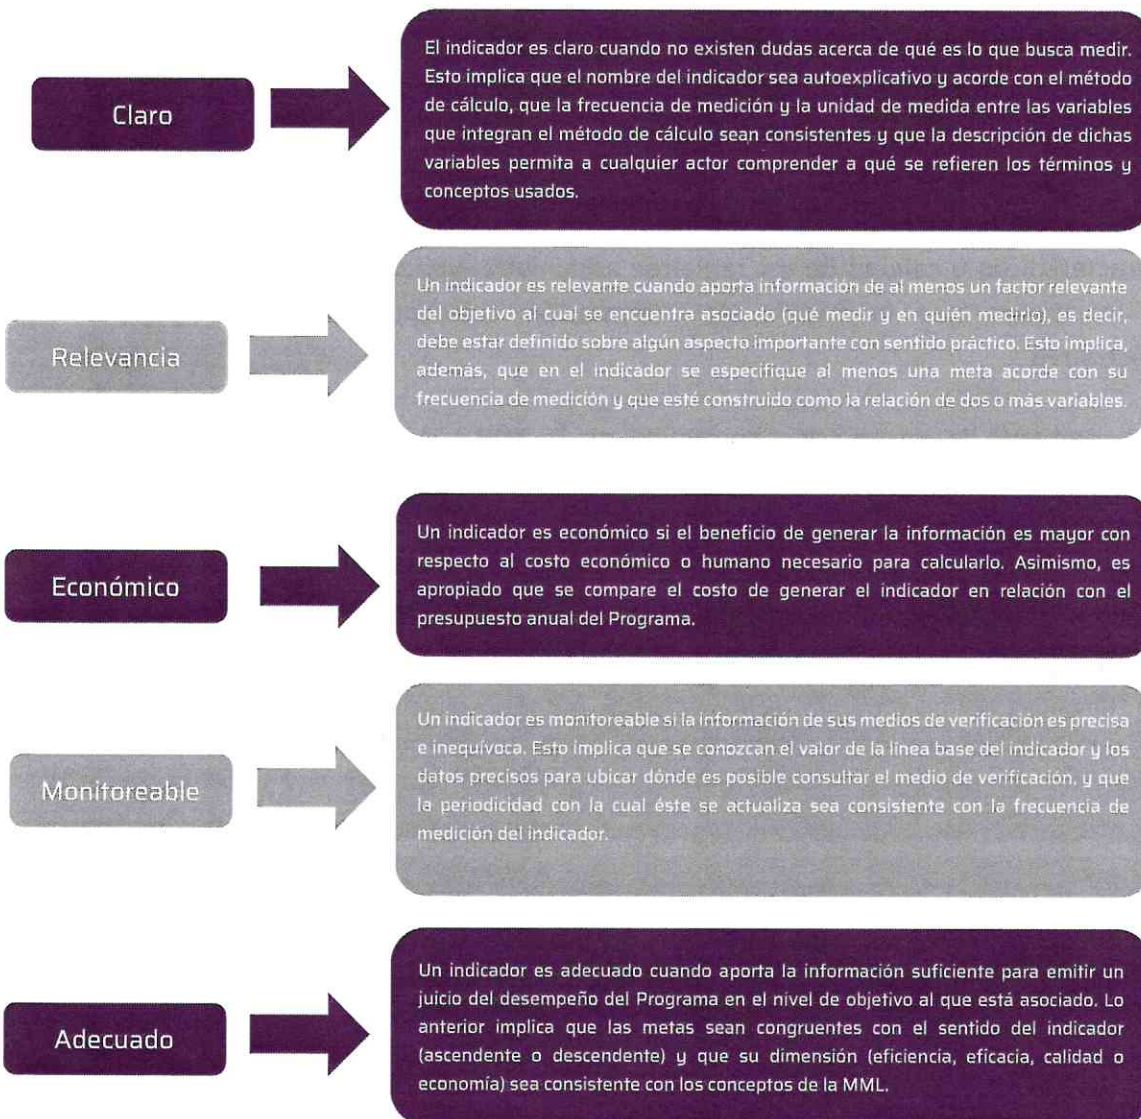 Claro
El indicador es claro cuando no existen dudas acerca de qué es lo que busca medir.
Esto implica que el nombre del indicador sea autoexplicativo y acorde con el método
de cálculo, que la frecuencia de medición y la unidad de medida entre las variables
que integran el método de cálculo sean consistentes y que la descripción de dichas
variables permita a cualquier actor comprender a qué se refieren los términos y
conceptos usados.
Relevancia
Un indicador es relevante cuando aporta información de al menos un factor relevante
del objetivo al cual se encuentra asociado (qué medir y en quién medirlo), es decir,
debe estar definido sobre algún aspecto importante con sentido práctico. Esto implica,
además, que en el indicador se especifique al menos una meta acorde con su
frecuencia de medición y que esté construido como la relación de dos o más variables.
Económico
Un indicador es económico si el beneficio de generar la información es mayor con
respecto al costo económico o humano necesario para calcularlo. Asimismo, es
apropiado que se compare el costo de generar el indicador en relación con el
presupuesto anual del Programa.
Monitoreable
Un indicador es monitoreable si la información de sus medios de verificación es precisa
e inequívoca. Esto implica que se conozcan el valor de la línea base del indicador y los
datos precisos para ubicar dónde es posible consultar el medio de verificación, y que
la periodicidad con la cual éste se actualiza sea consistente con la frecuencia de
medición del indicador.
Adecuado
Un indicador es adecuado cuando aporta la información suficiente para emitir un
juicio del desempeño del Programa en el nivel de objetivo al que está asociado. Lo
anterior implica que las metas sean congruentes con el sentido del indicador
(ascendente o descendente) y que su dimensión (eficiencia, eficacia, calidad o
economía) sea consistente con los conceptos de la MML.